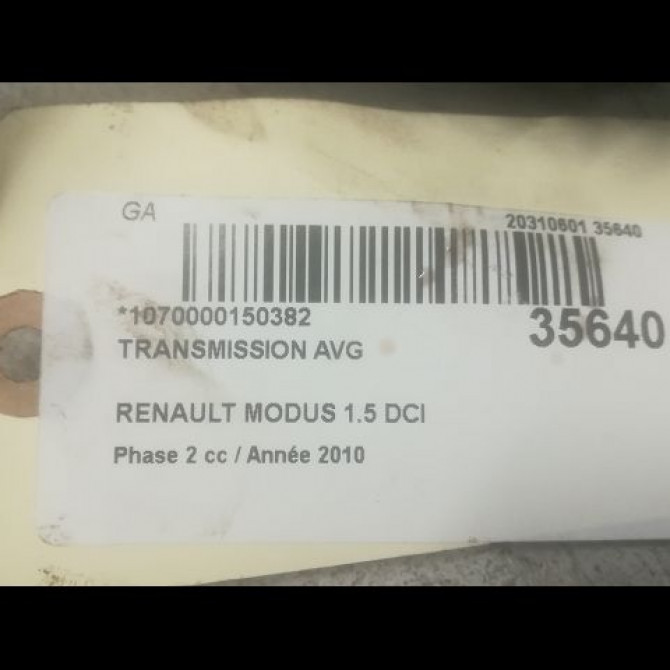 GA
20310601 35640
*1070000150382
35640
TRANSMISSION AVG
RENAULT MODUS 1.5 DCI
Phase 2 cc / Année 2010